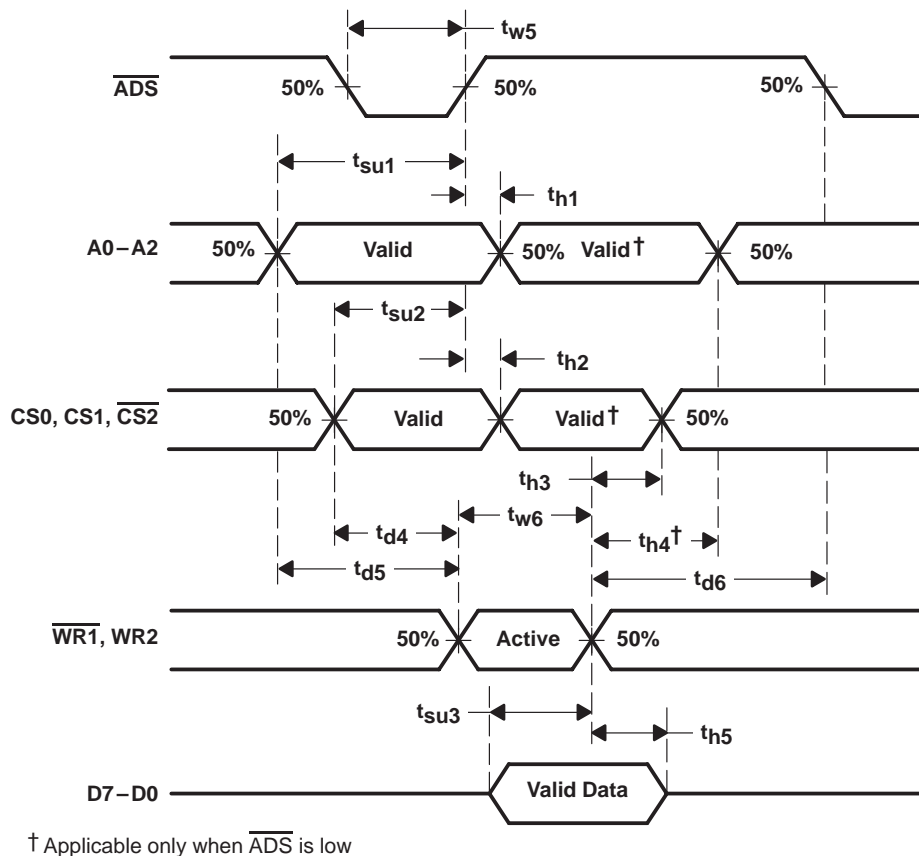 tw5
ADS 50% 50% 50%
tsu1
th1
A0–A2 50% Valid 50% Valid† 50%
tsu2
th2
CS0, CS1, CS2 50% Valid Valid† 50%
th3
tw6
td4 th4†
td5 td6
WR1, WR2 50% Active 50%
tsu3
th5
D7–D0 Valid Data
† Applicable only when ADS is low